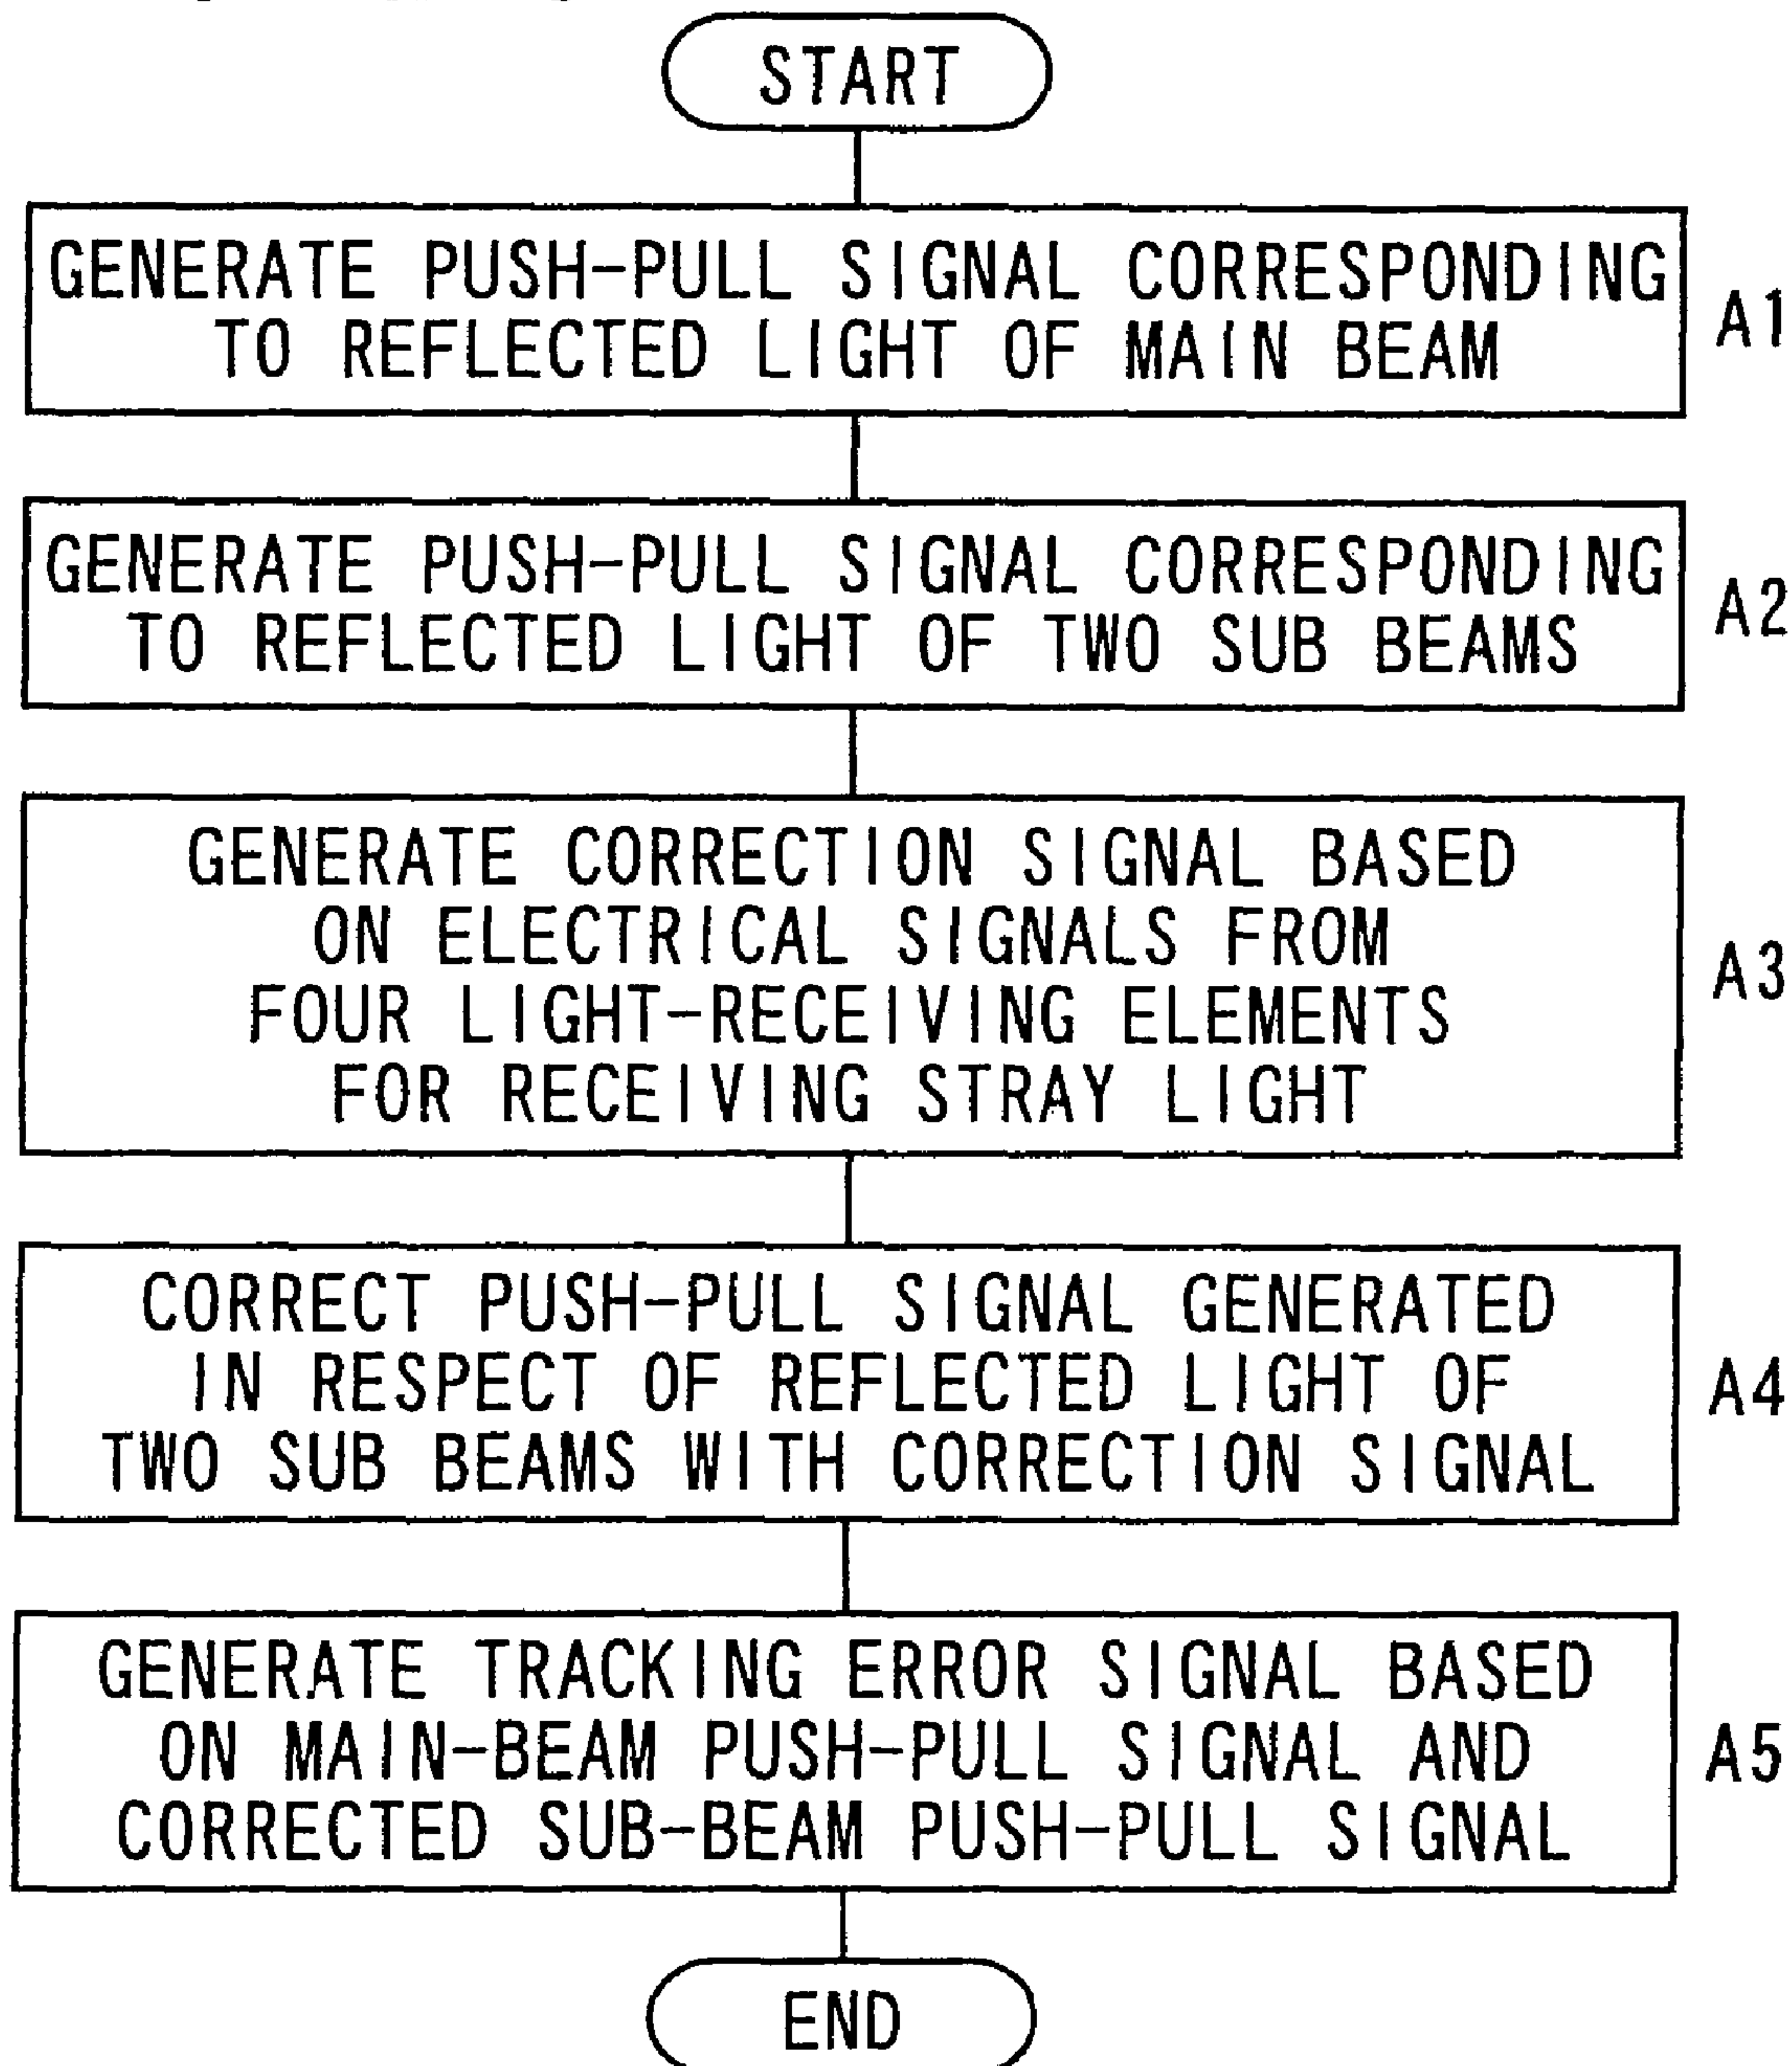 START
GENERATE PUSH-PULL SIGNAL CORRESPONDING
TO REFLECTED LIGHT OF MAIN BEAM
A1
GENERATE PUSH-PULL SIGNAL CORRESPONDING
TO REFLECTED LIGHT OF TWO SUB BEAMS
A2
GENERATE CORRECTION SIGNAL BASED
ON ELECTRICAL SIGNALS FROM
FOUR LIGHT-RECEIVING ELEMENTS
FOR RECEIVING STRAY LIGHT
A3
CORRECT PUSH-PULL SIGNAL GENERATED
IN RESPECT OF REFLECTED LIGHT OF
TWO SUB BEAMS WITH CORRECTION SIGNAL
A4
GENERATE TRACKING ERROR SIGNAL BASED
ON MAIN-BEAM PUSH-PULL SIGNAL AND
CORRECTED SUB-BEAM PUSH-PULL SIGNAL
A5
END